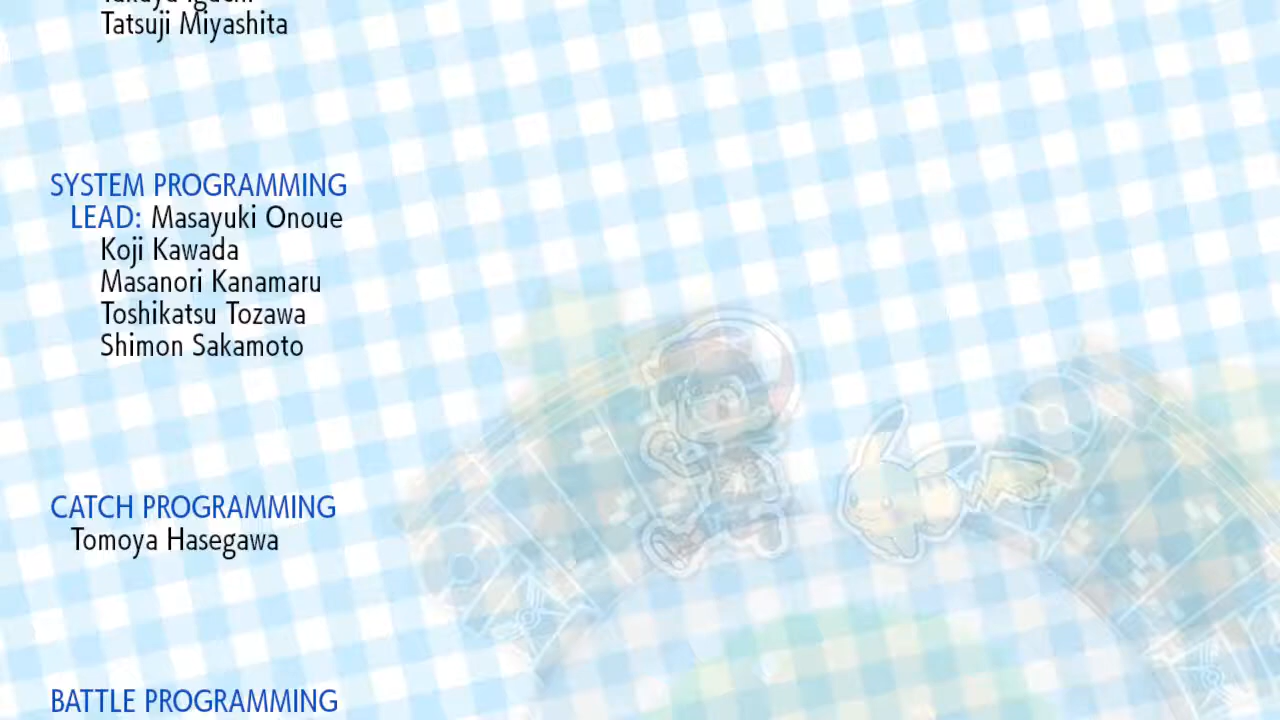 Tatsuji Miyashita
SYSTEM PROGRAMMING
LEAD: Masayuki Onoue
Koji Kawada
Masanori Kanamaru
Toshikatsu Tozawa
Shimon Sakamoto
CATCH PROGRAMMING
Tomoya Hasegawa
BATTLE PROGRAMMING